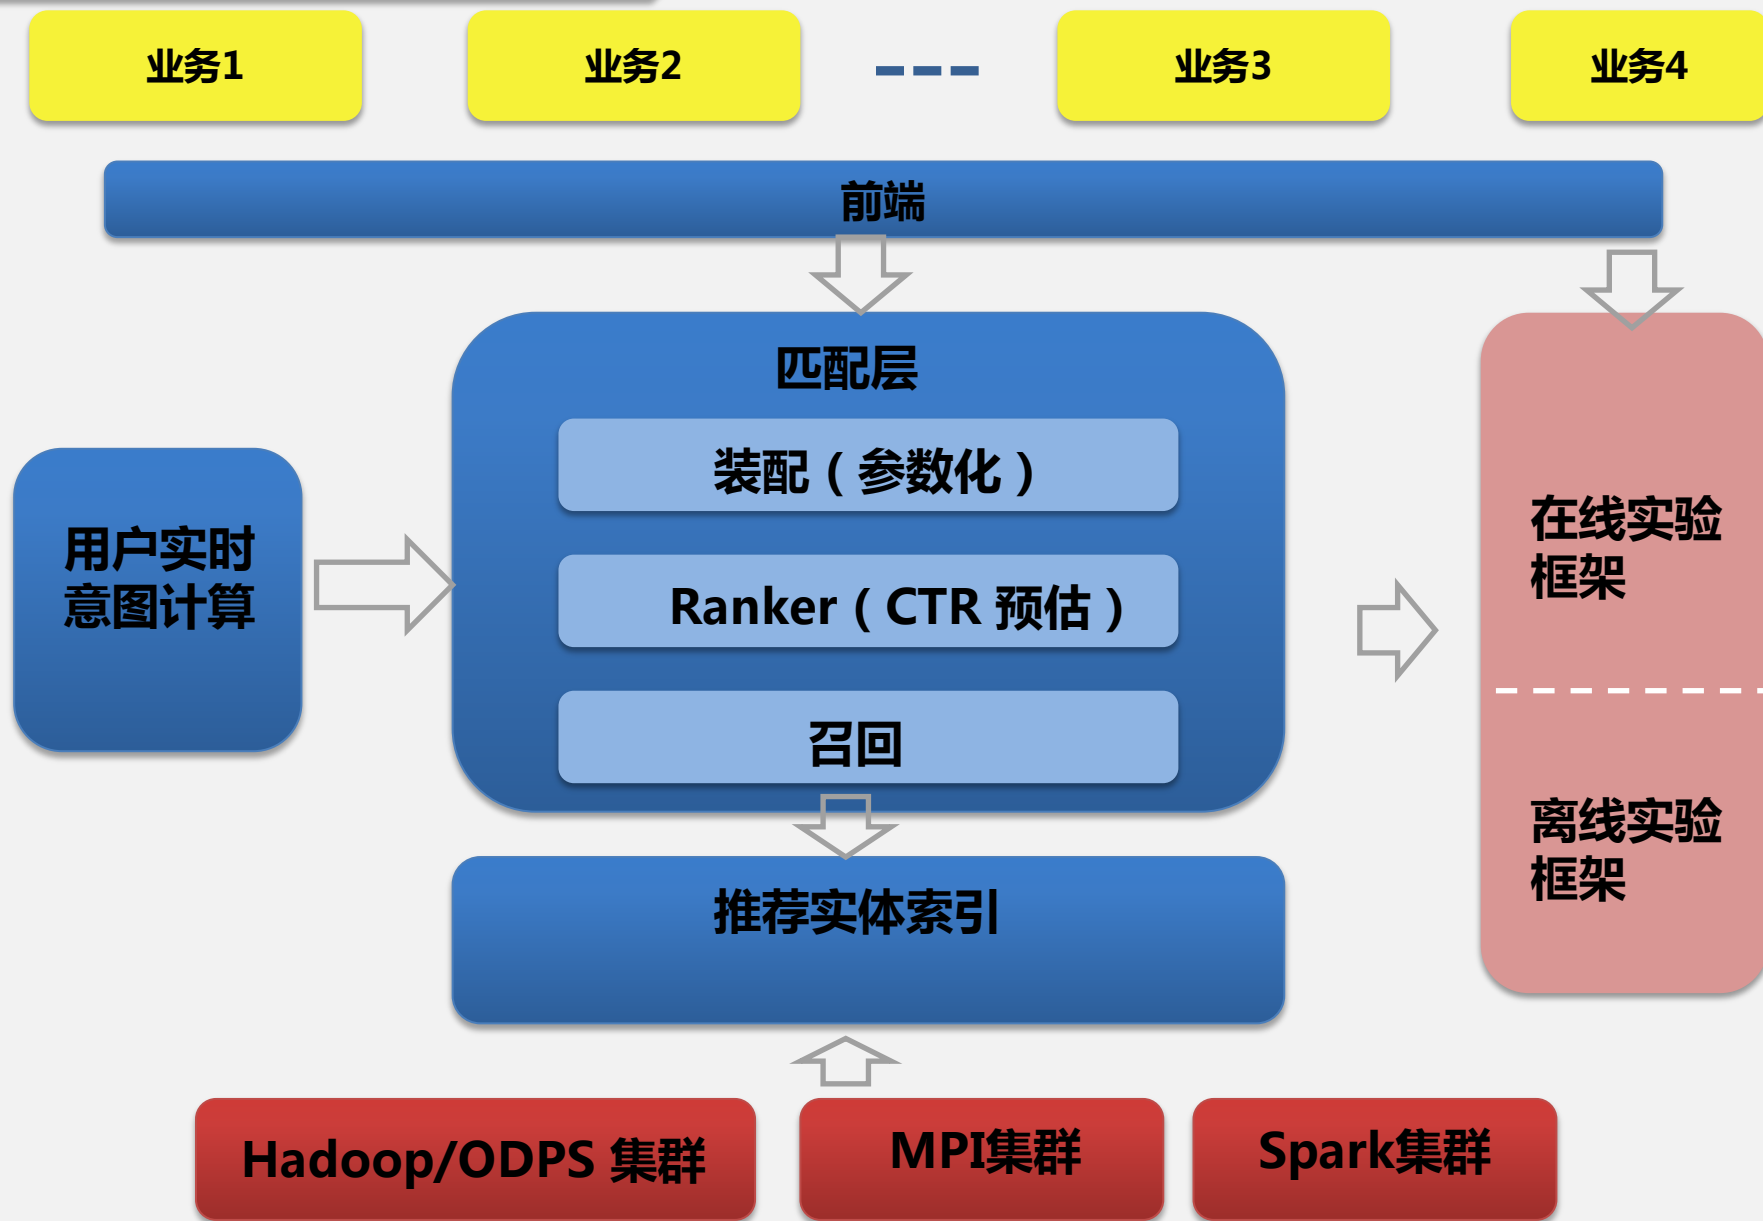 业务1
业务2
业务3
业务4
前端
匹配层
装配（参数化）
Ranker（CTR 预估）
召回
用户实时
意图计算
在线实验
框架
离线实验
框架
推荐实体索引
Hadoop/ODPS 集群
MPI集群
Spark集群